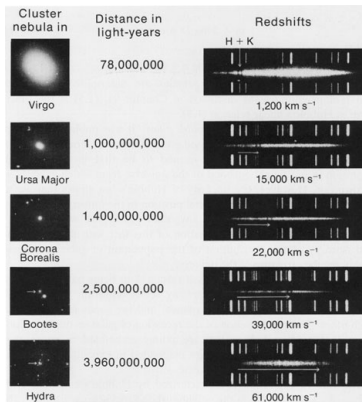 Cluster
nebula in
Distance in
light-years
Redshifts
H + K
78,000,000
Virgo
1,200 km s⁻¹
1,000,000,000
Ursa Major
15,000 km s⁻¹
1,400,000,000
Corona
Borealis
22,000 km s⁻¹
2,500,000,000
Bootes
39,000 km s⁻¹
3,960,000,000
Hydra
61,000 km s⁻¹